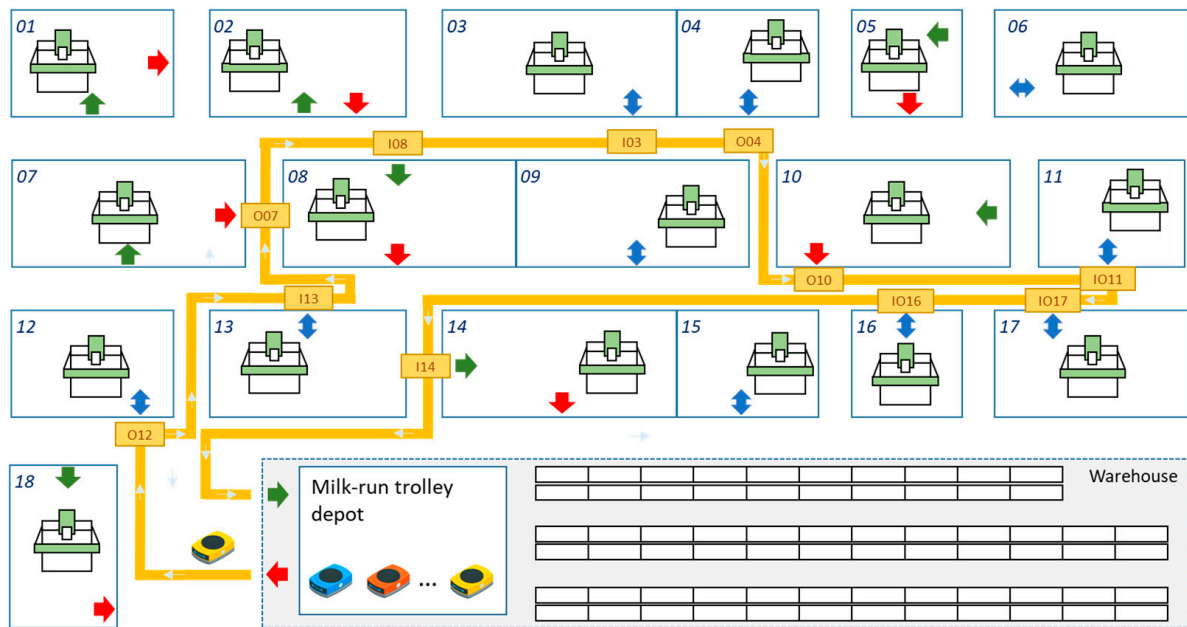 01
02
03
04
05
06
I08
I03
O04
07
08
09
10
11
O07
O10
IO11
I13
IO16
IO17
12
13
14
15
16
17
I14
O12
18
Milk-run trolley
depot
...
Warehouse